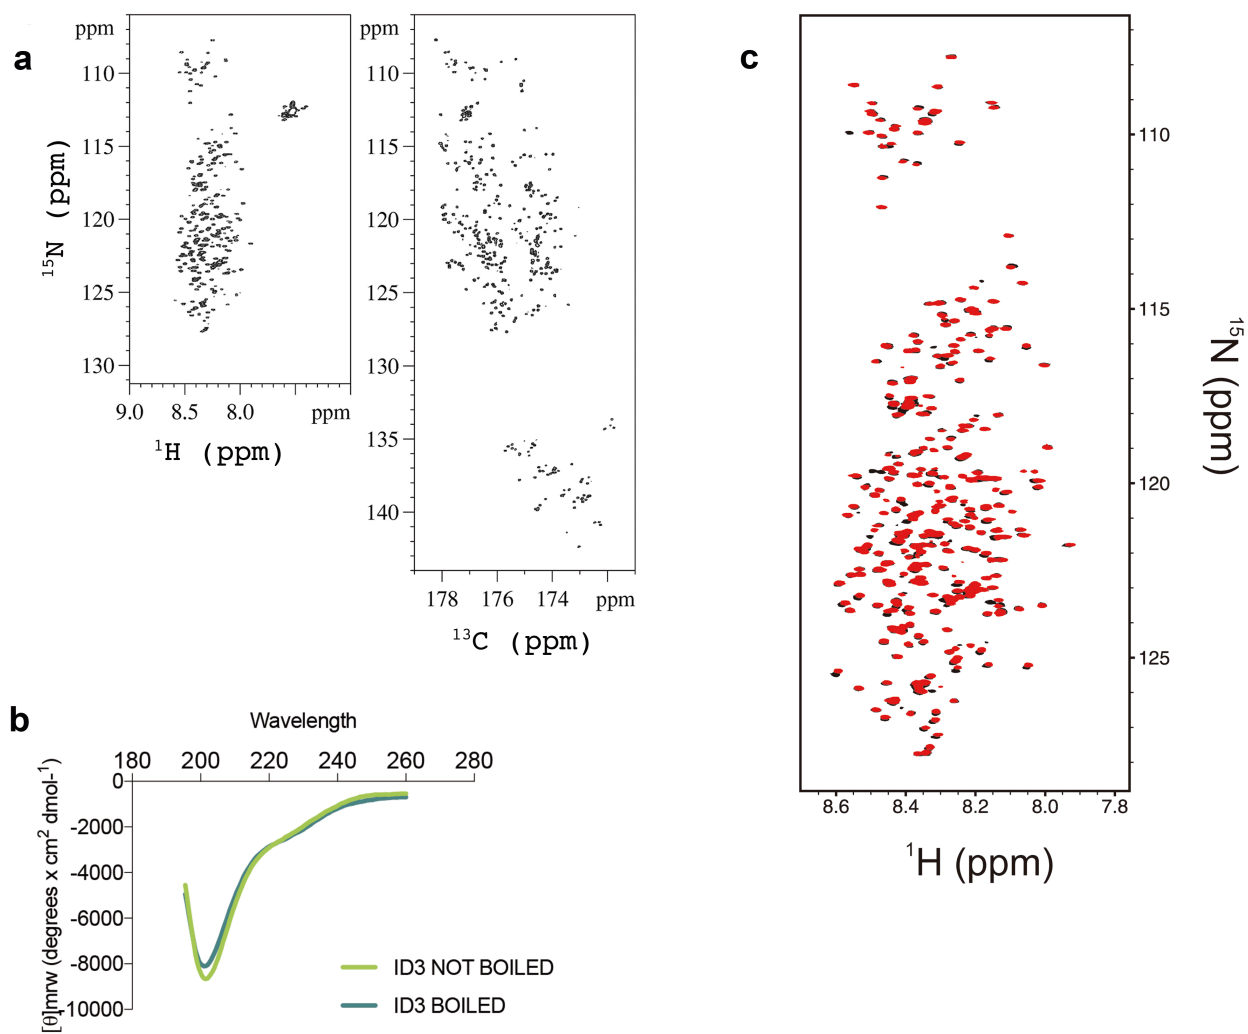 a
ppm
110
115
120
125
130
15N (ppm)
9.0 8.5 8.0 ppm
1H (ppm)
ppm
110
115
120
125
130
135
140
178 176 174 ppm
13C (ppm)
b
Wavelength
180 200 220 240 260 280
0
-2000
-4000
-6000
-8000
-10000
[θ]mrw (degrees x cm2 dmol-1)
ID3 NOT BOILED
ID3 BOILED
c
110
115
120
125
15N (ppm)
8.6 8.4 8.2 8.0 7.8
1H (ppm)